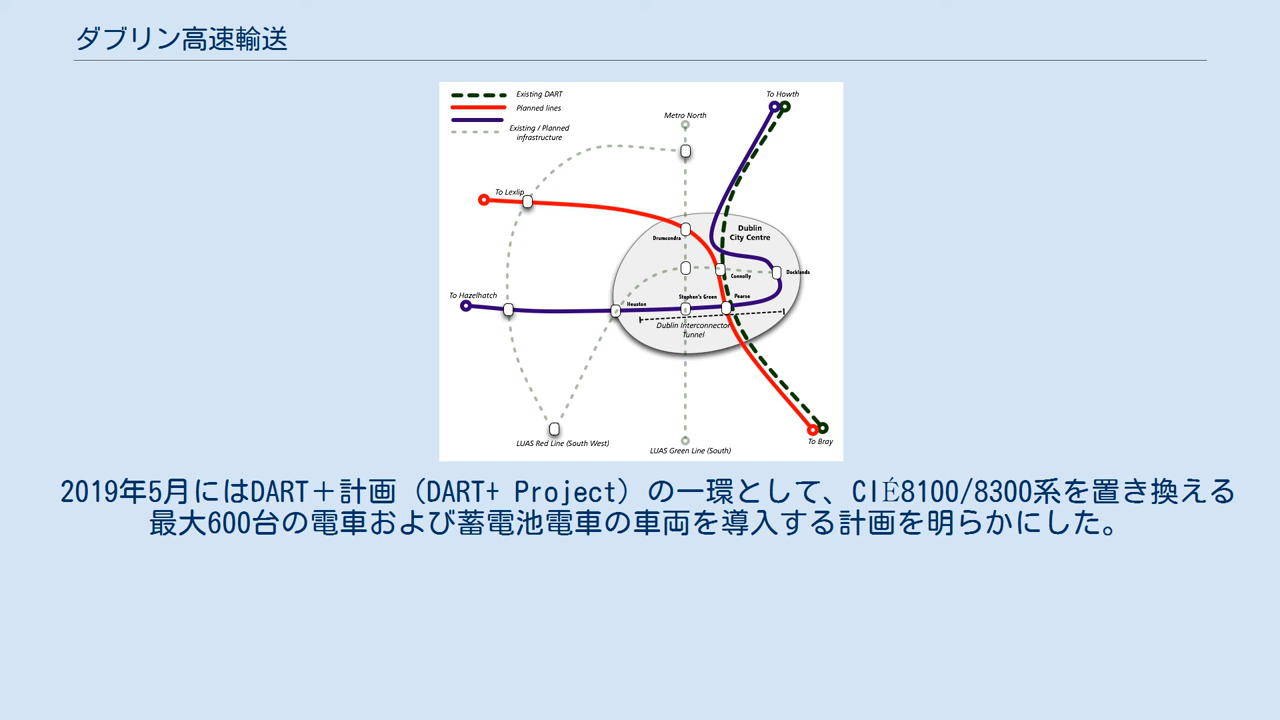 ダブリン高速輸送
Existing DART
Planned lines
Existing / Planned
infrastructure
To Howth
Metro North
To Lexlip
Dublin
City Centre
Drumcondra
Connolly
Docklands
To Hazelhatch
Heuston
Stephen's Green
Pearse
Dublin Interconnector
Tunnel
LUAS Red Line (South West)
LUAS Green Line (South)
To Bray
2019年5月にはDART＋計画（DART+ Project）の一環として、CIÉ8100/8300系を置き換える
最大600台の電車および蓄電池電車の車両を導入する計画を明らかにした。